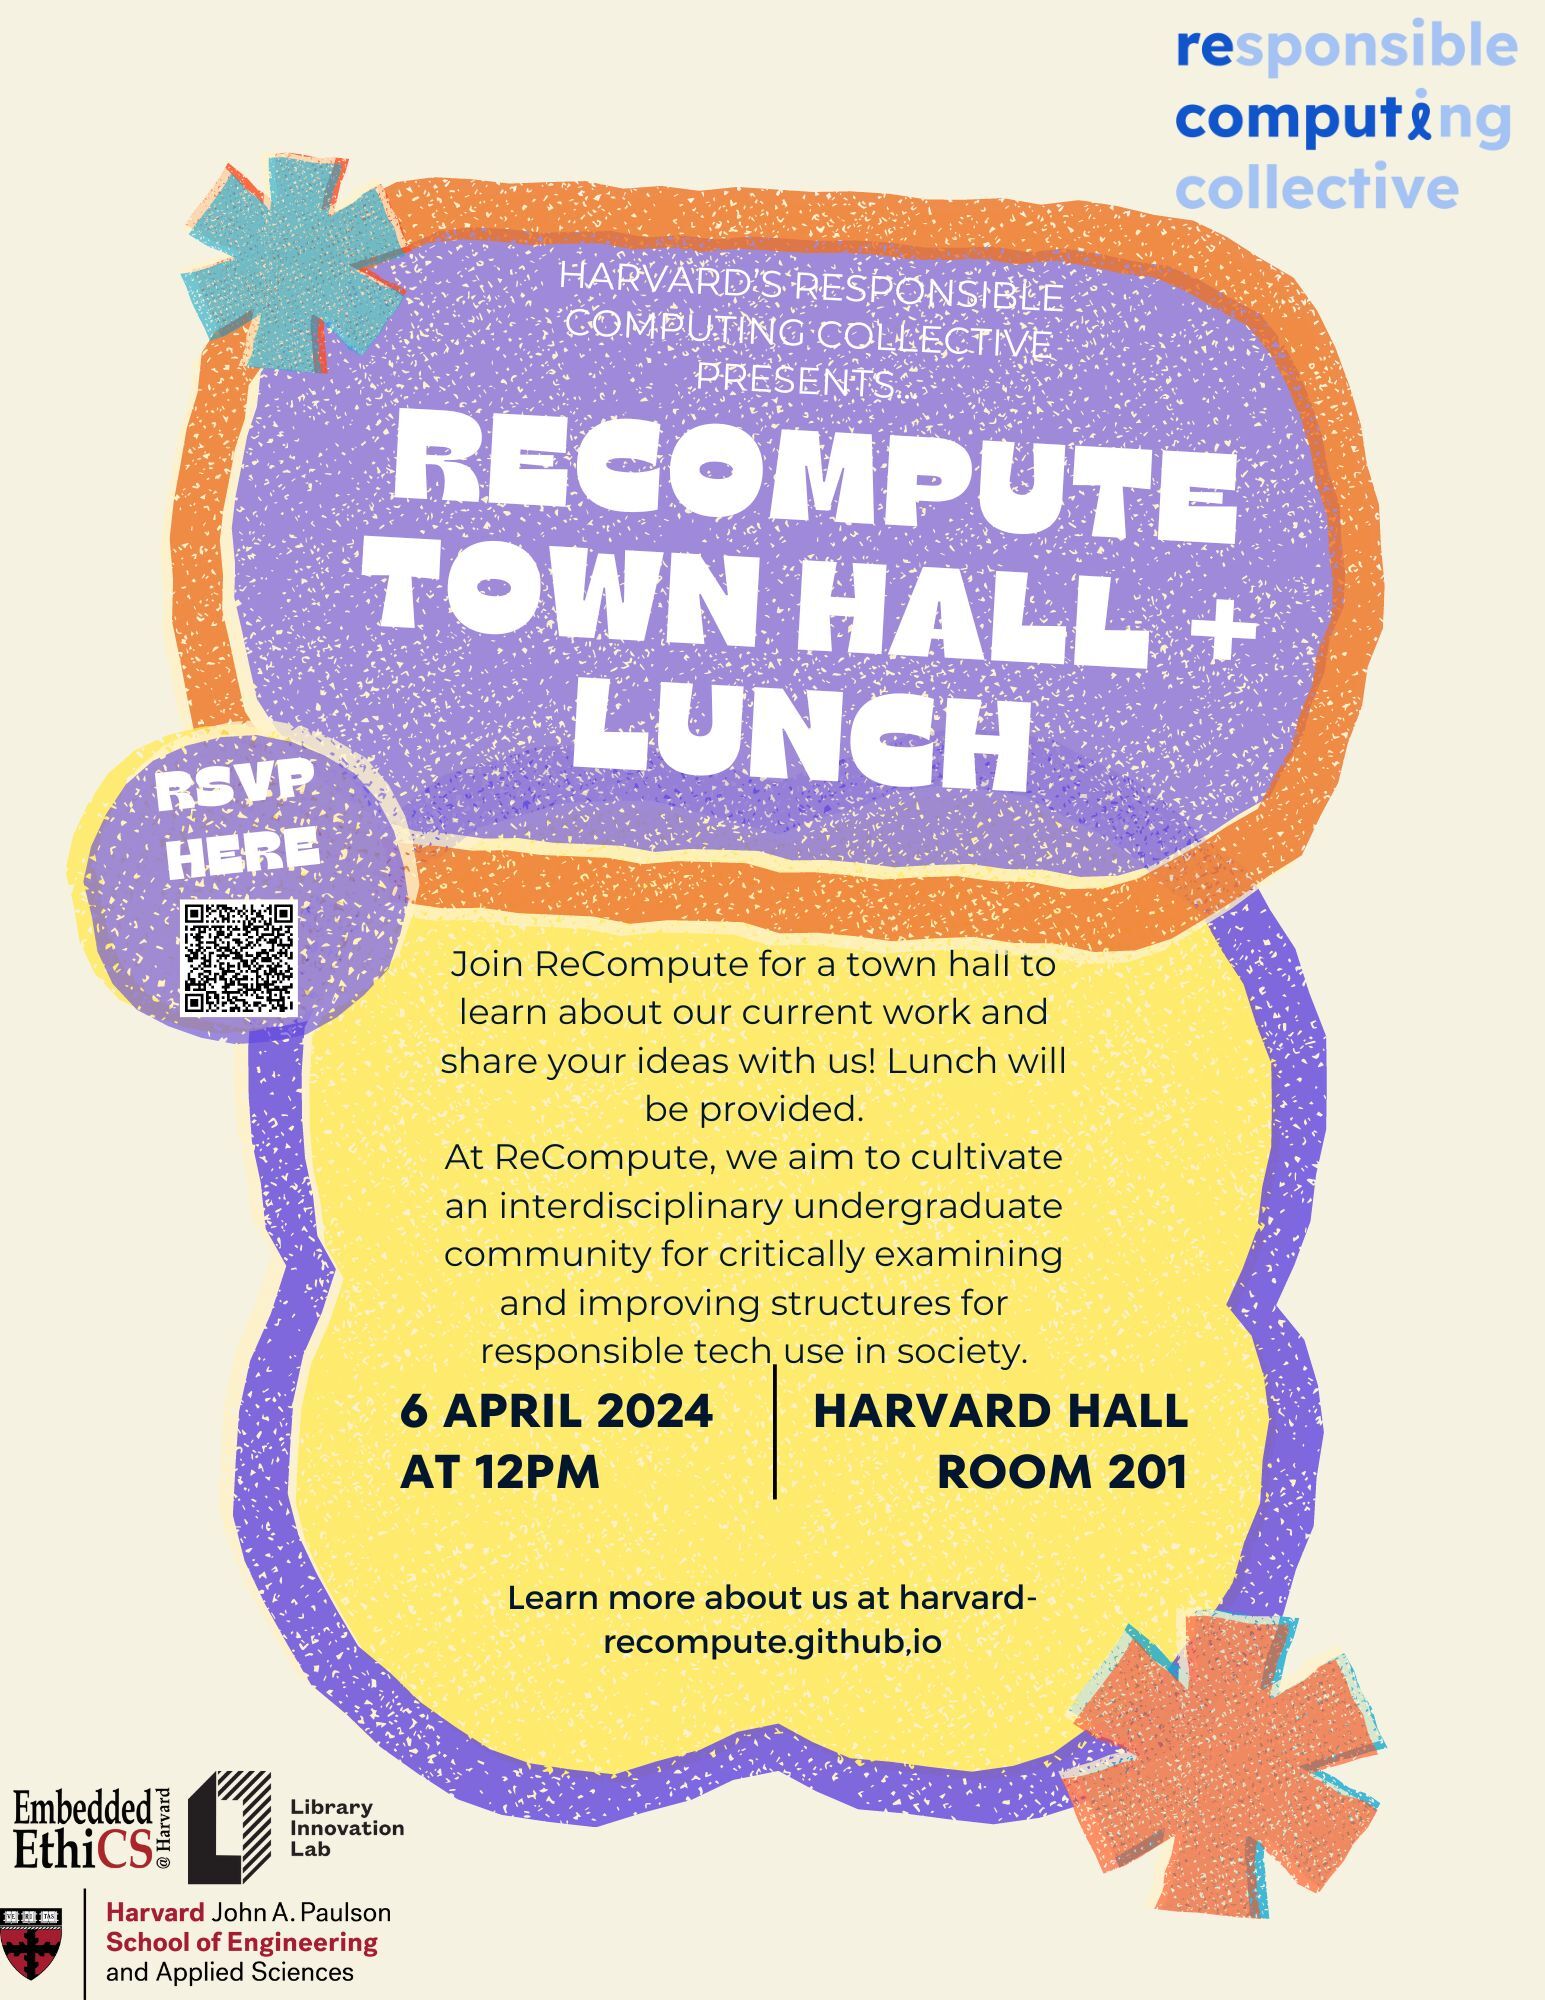 responsible
computing
collective
HARVARD'S RESPONSIBLE
COMPUTING COLLECTIVE
PRESENTS...
RECOMPUTE
TOWN HALL +
LUNCH
RSVP
HERE
Join ReCompute for a town hall to
learn about our current work and
share your ideas with us! Lunch will
be provided.
At ReCompute, we aim to cultivate
an interdisciplinary undergraduate
community for critically examining
and improving structures for
responsible tech use in society.
6 APRIL 2024
AT 12PM
HARVARD HALL
ROOM 201
Learn more about us at harvard-
recompute.github,io
Embedded
EthiCS
@ Harvard
Library
Innovation
Lab
VE RI TAS
Harvard John A. Paulson
School of Engineering
and Applied Sciences